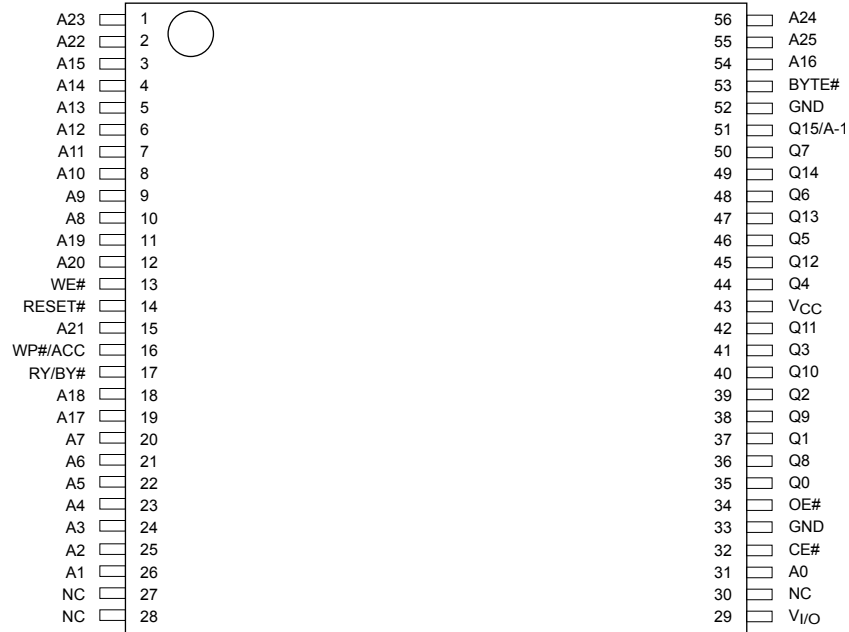 A23 1 56 A24
A22 2 55 A25
A15 3 54 A16
A14 4 53 BYTE#
A13 5 52 GND
A12 6 51 Q15/A-1
A11 7 50 Q7
A10 8 49 Q14
A9 9 48 Q6
A8 10 47 Q13
A19 11 46 Q5
A20 12 45 Q12
WE# 13 44 Q4
RESET# 14 43 VCC
A21 15 42 Q11
WP#/ACC 16 41 Q3
RY/BY# 17 40 Q10
A18 18 39 Q2
A17 19 38 Q9
A7 20 37 Q1
A6 21 36 Q8
A5 22 35 Q0
A4 23 34 OE#
A3 24 33 GND
A2 25 32 CE#
A1 26 31 A0
NC 27 30 NC
NC 28 29 VI/O